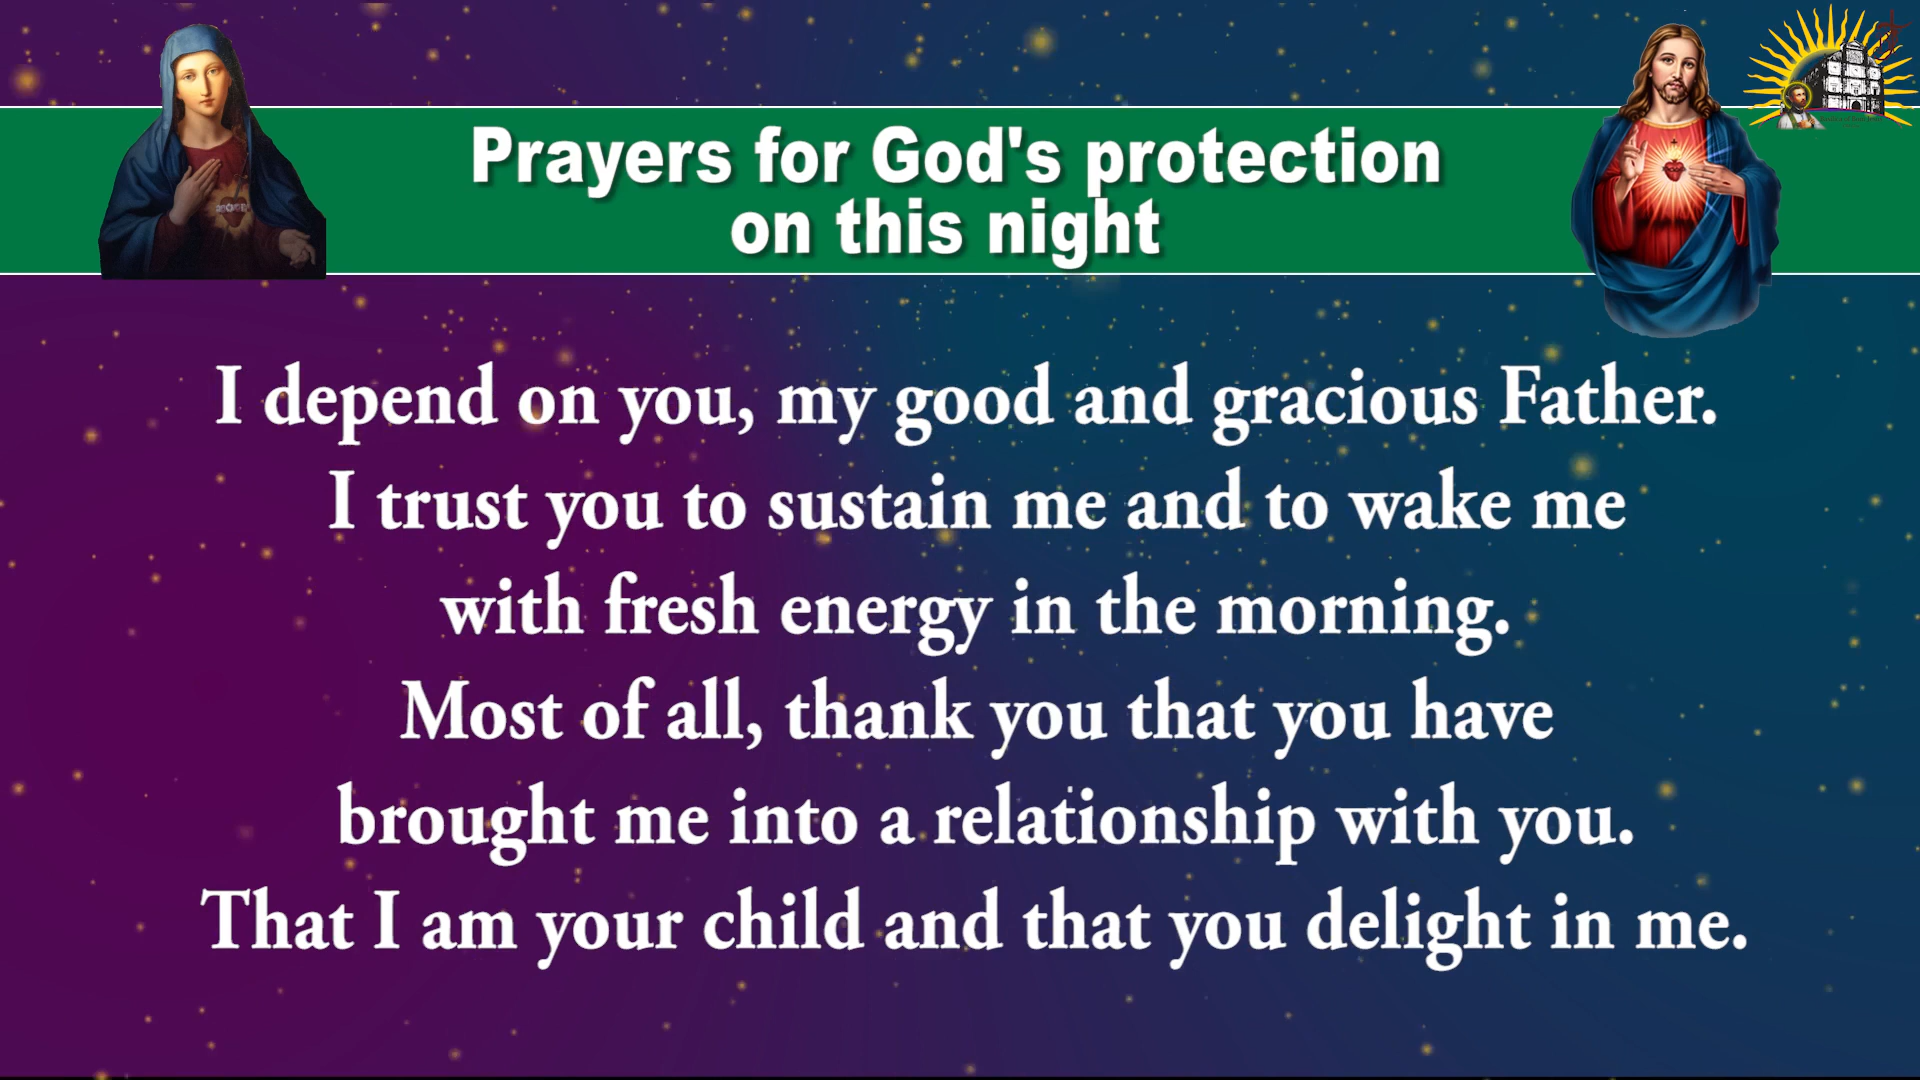 Prayers for God's protection
on this night
I depend on you, my good and gracious Father.
I trust you to sustain me and to wake me
with fresh energy in the morning.
Most of all, thank you that you have
brought me into a relationship with you.
That I am your child and that you delight in me.